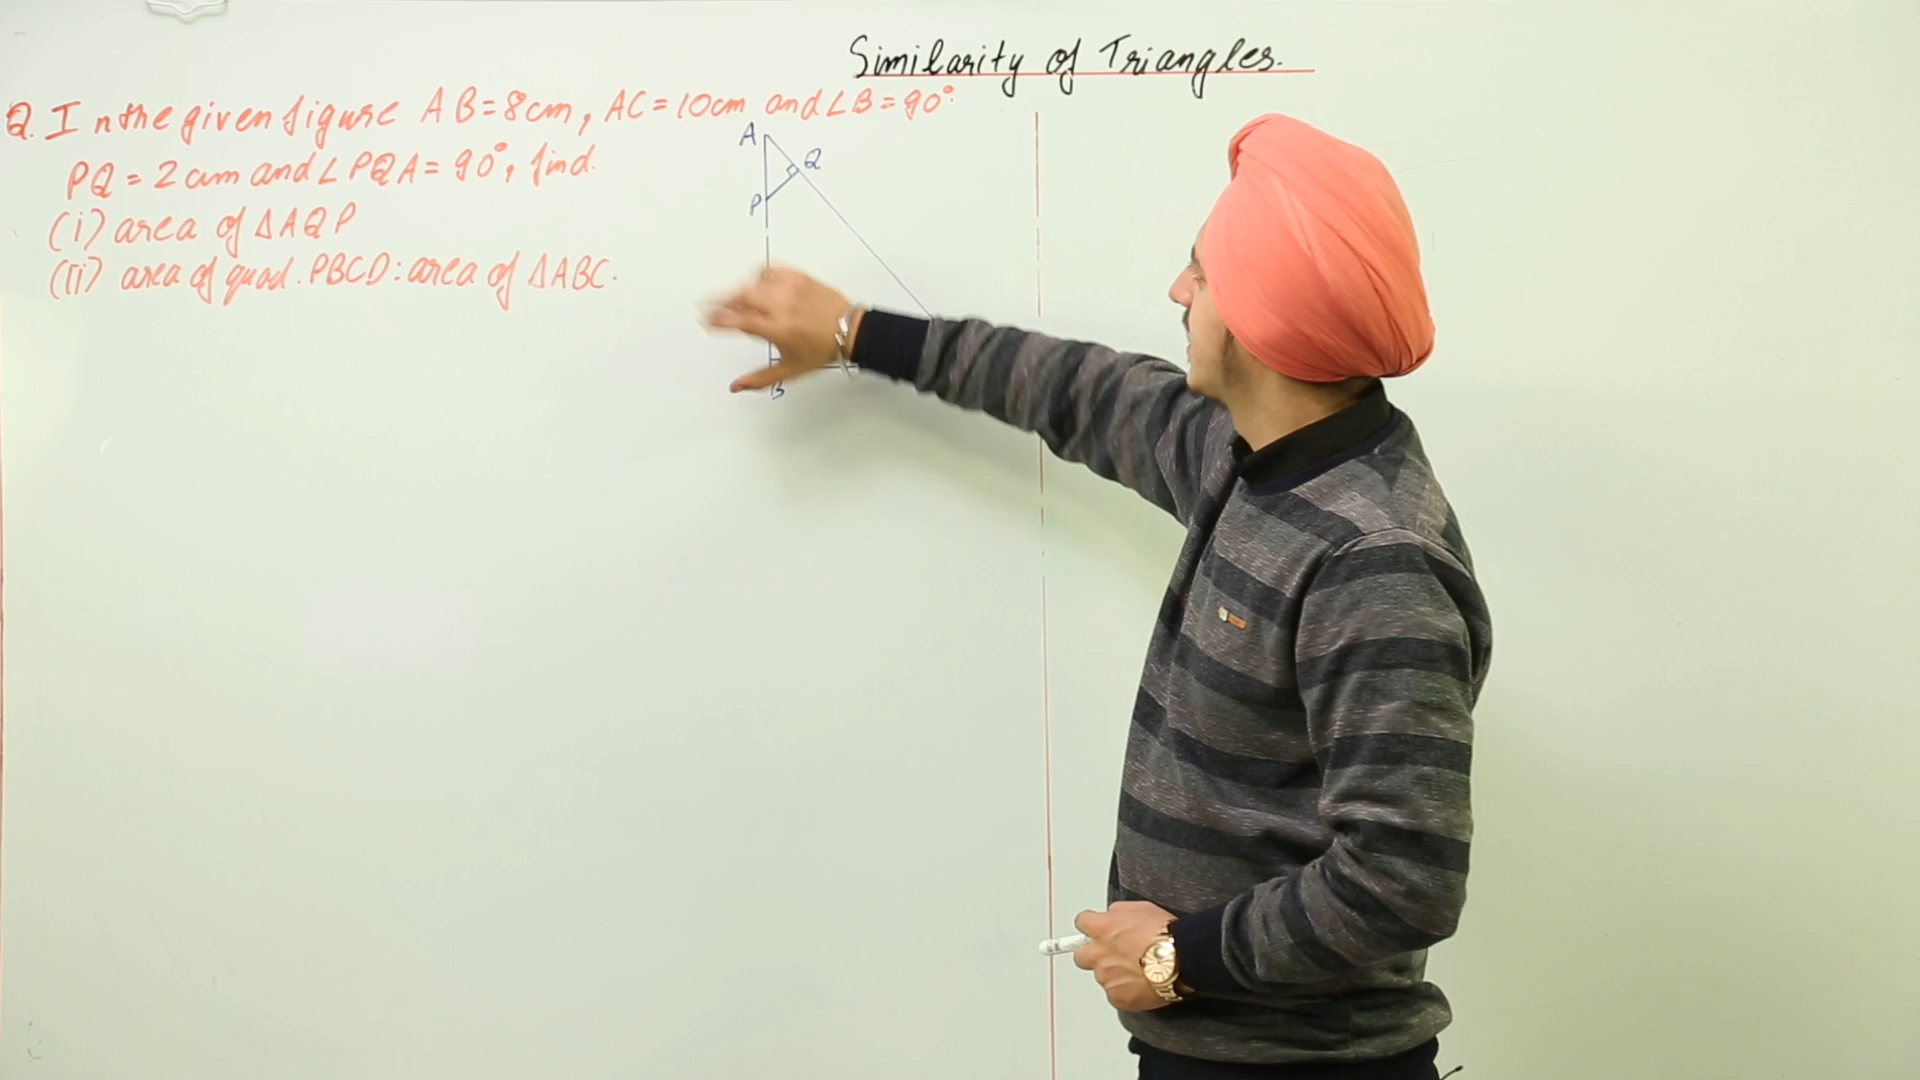 Similarity of Triangles.
Q. In the given figure AB = 8cm, AC = 10cm and ∠B = 90°.
PQ = 2cm and ∠PQA = 90°, find.
(i) area of ΔAQP
(ii) area of quad. PBCD : area of ΔABC.
A
Q
P
B